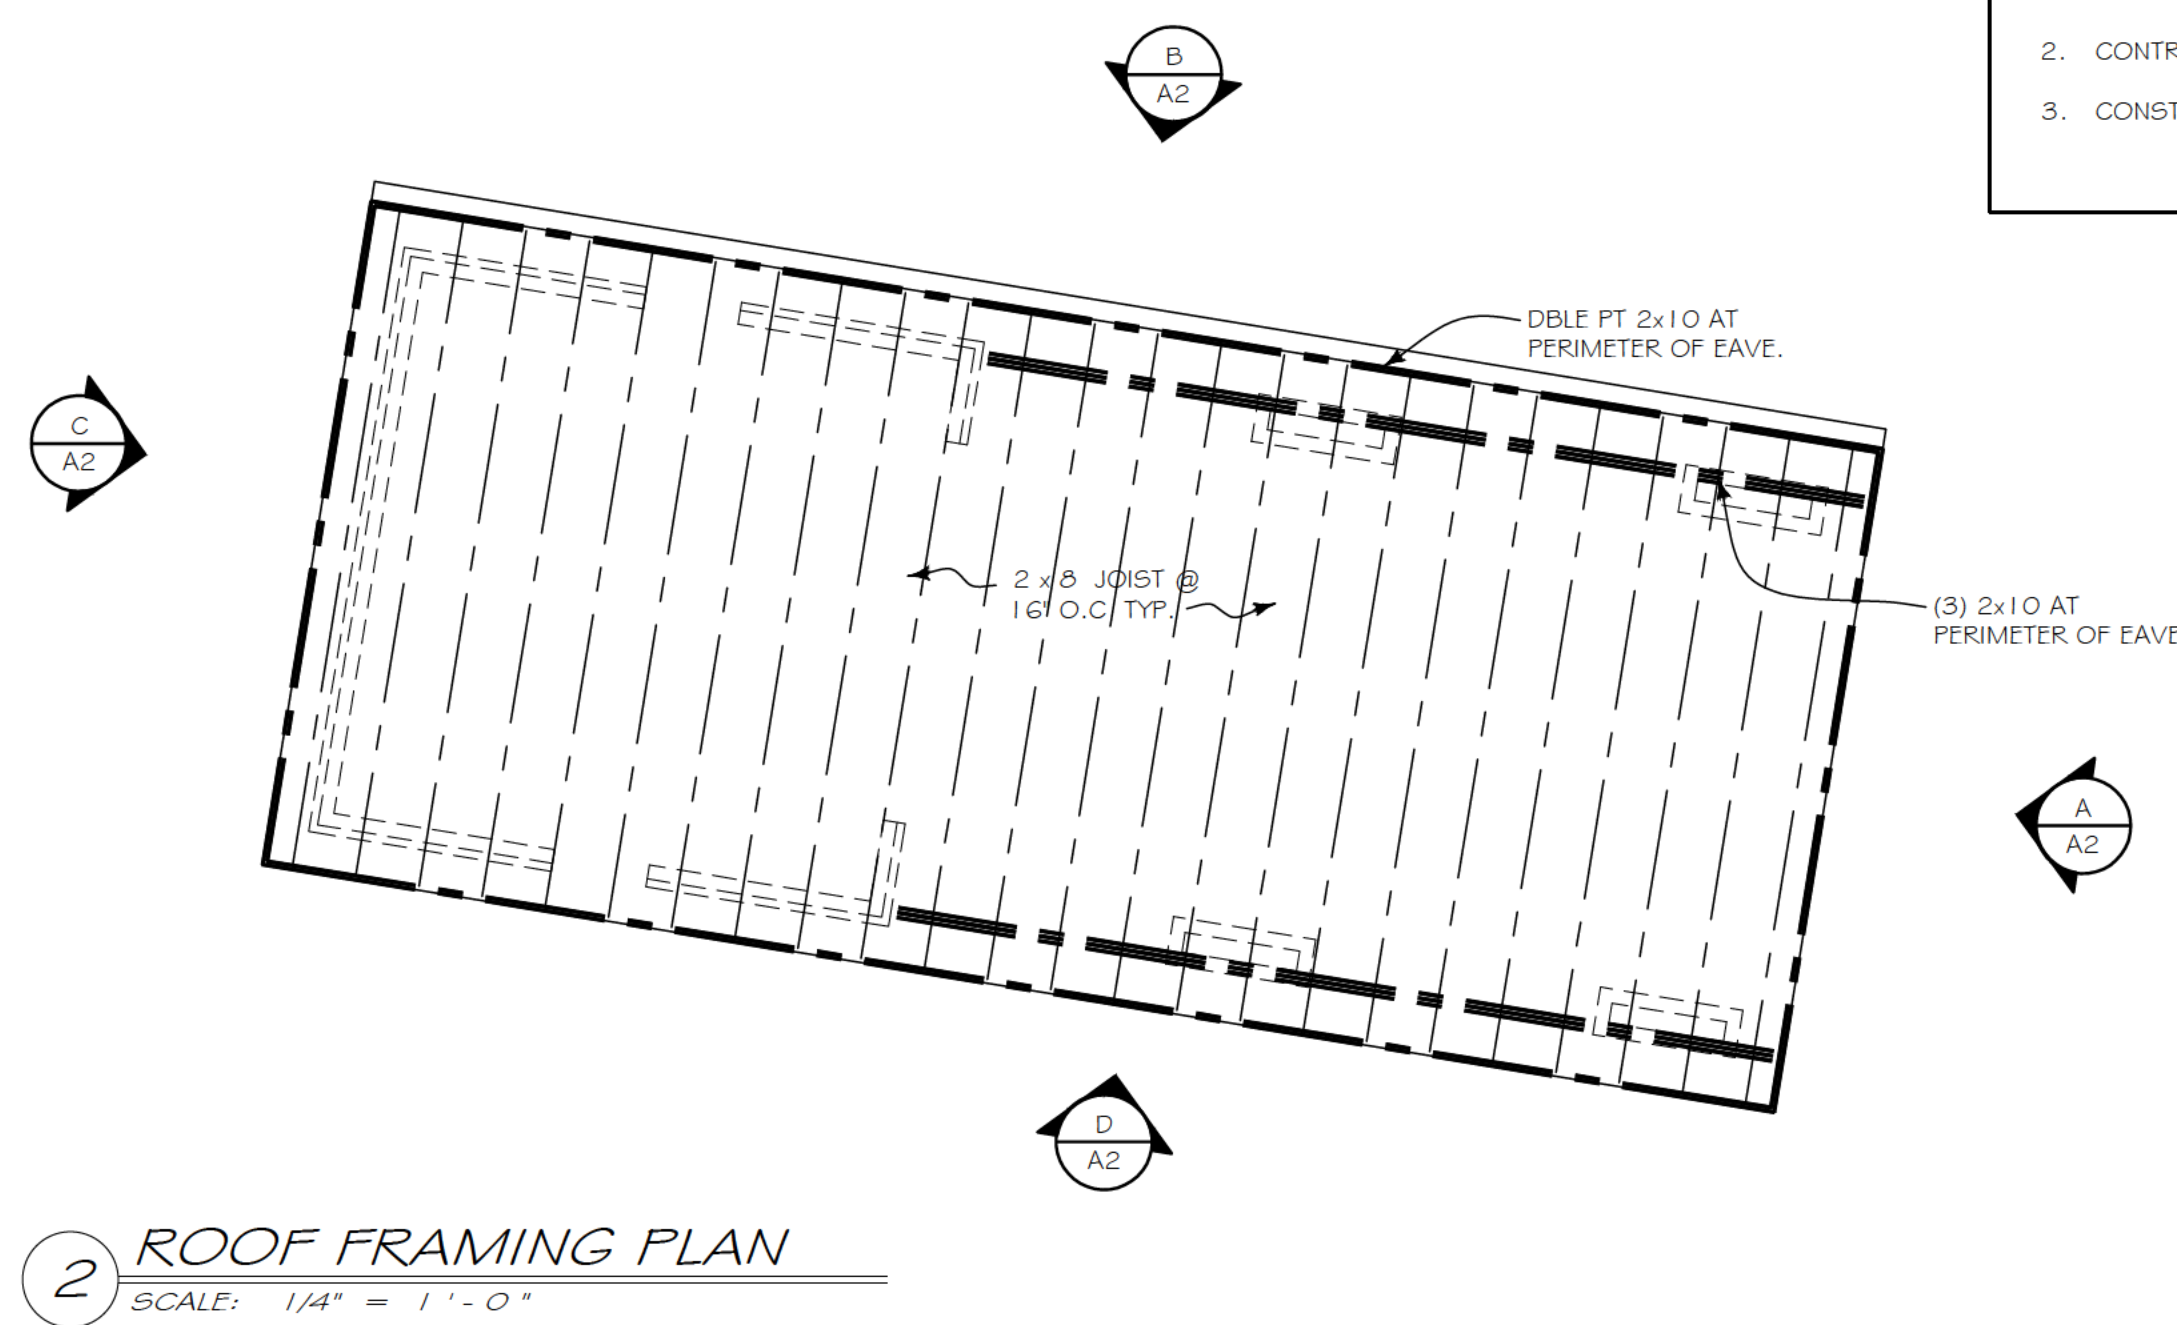 B
A2
2. CONTR
3. CONST
DBLE PT 2x10 AT
PERIMETER OF EAVE.
C
A2
2 x 8 JOIST @
16" O.C. TYP.
(3) 2x10 AT
PERIMETER OF EAVE
A
A2
D
A2
2
ROOF FRAMING PLAN
SCALE: 1/4" = 1'-0"